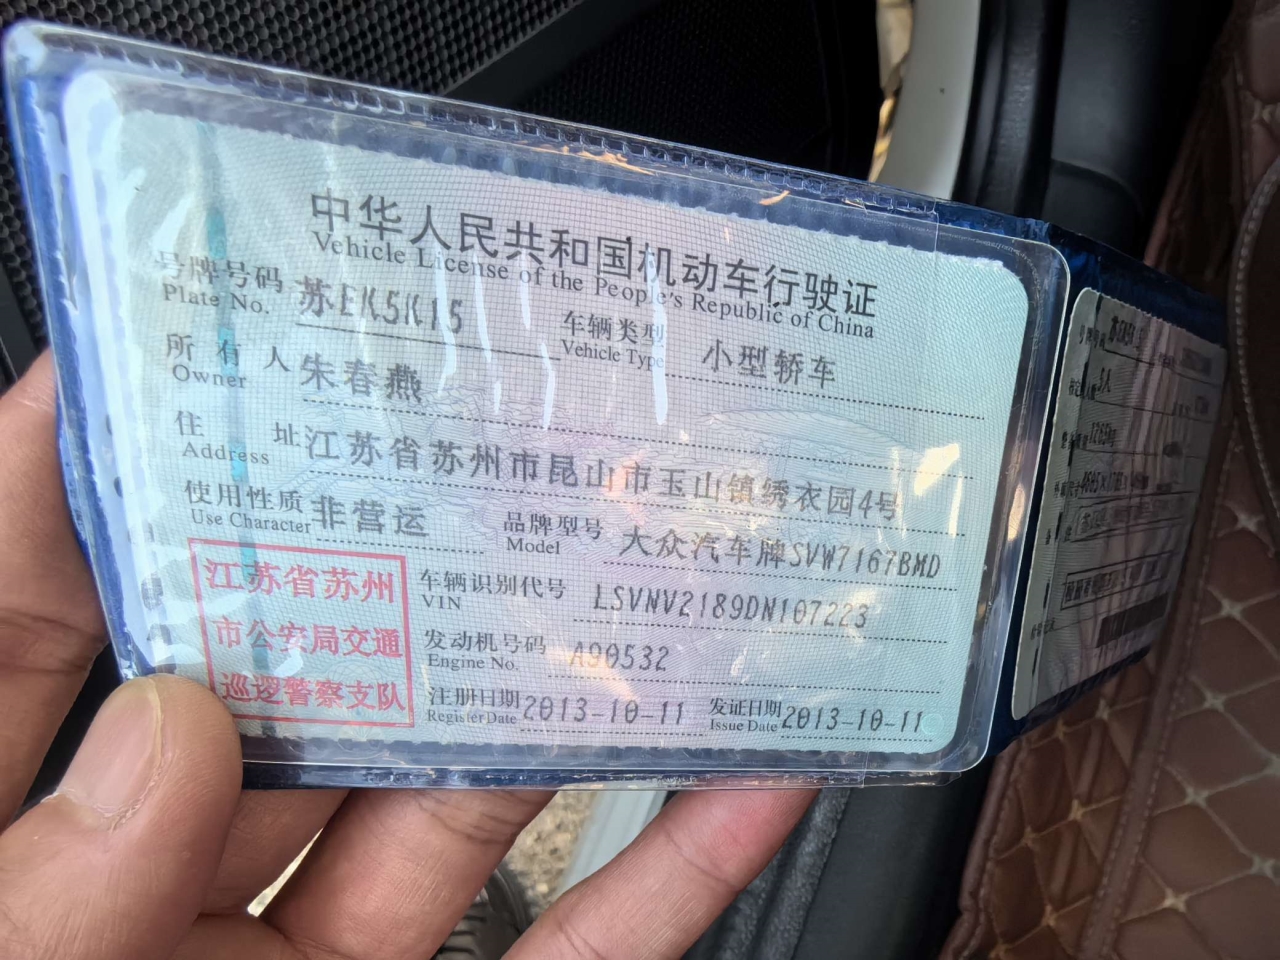 中华人民共和国机动车行驶证
Vehicle License of the People's Republic of China
号牌号码 苏EK5K15 车辆类型 小型轿车
Plate No. Vehicle Type
所有人 朱春燕
Owner
住址 江苏省苏州市昆山市玉山镇绣衣园4号
Address
使用性质 非营运 品牌型号 大众汽车牌SVW7167BMD
Use Character Model
江苏省苏州
市公安局交通
巡逻警察支队
车辆识别代号 LSVNV2189DN107223
VIN
发动机号码 A90532
Engine No.
注册日期 2013-10-11 发证日期 2013-10-11
Register Date Issue Date